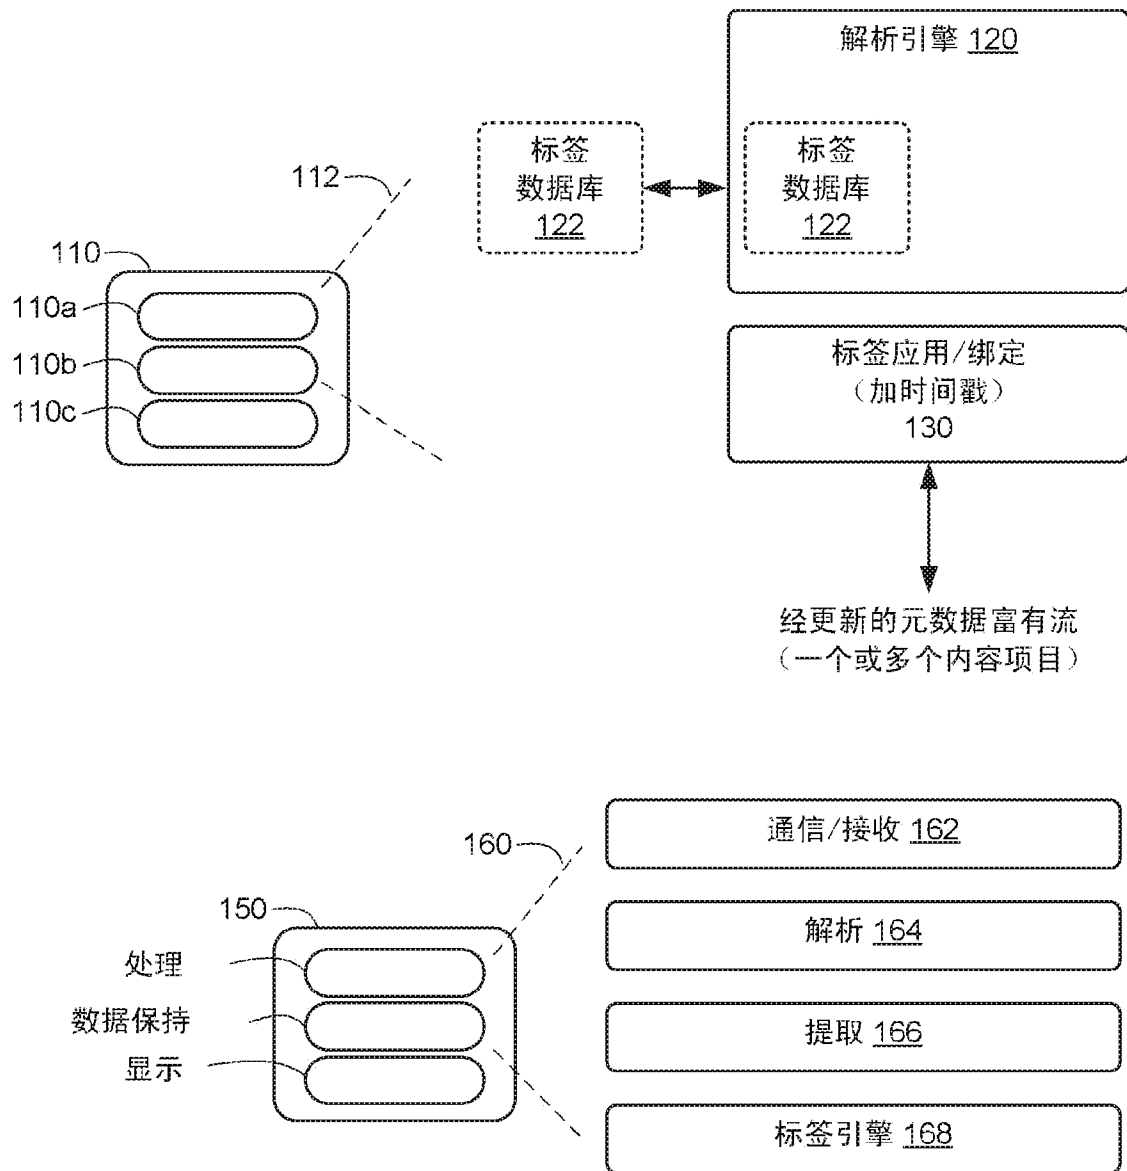 解析引擎 120
标签
数据库
122
标签
数据库
122
112
110
110a
110b
110c
标签应用/绑定
（加时间戳）
130
经更新的元数据富有流
（一个或多个内容项目）
160
150
处理
数据保持
显示
通信/接收 162
解析 164
提取 166
标签引擎 168